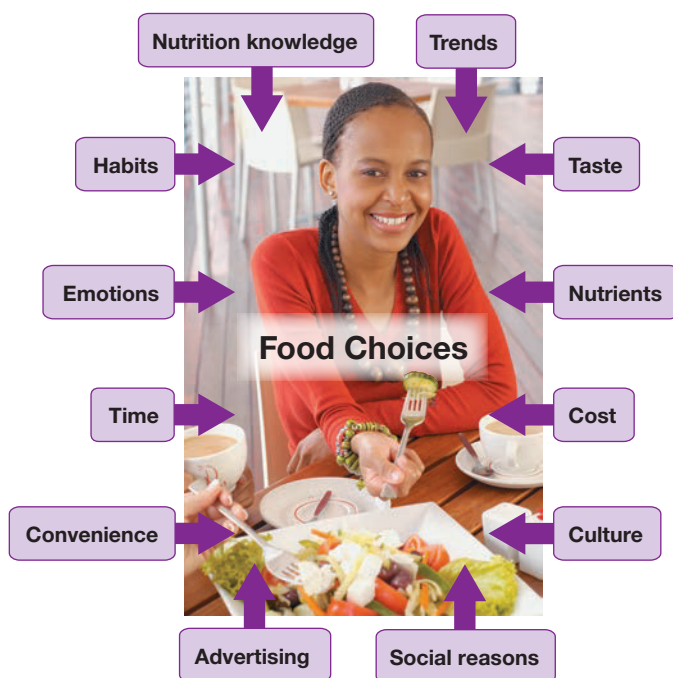 Nutrition knowledge
Trends
Habits
Taste
Emotions
Nutrients
Food Choices
Time
Cost
Convenience
Culture
Advertising
Social reasons